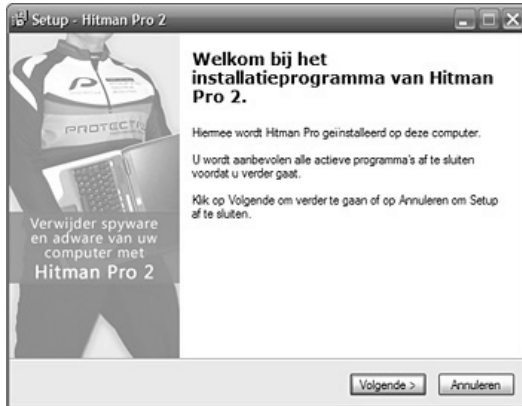 Setup - Hitman Pro 2
Welkom bij het
installatieprogramma van Hitman
Pro 2.
Hiermee wordt Hitman Pro geïnstalleerd op deze computer.
U wordt aanbevolen alle actieve programma's af te sluiten
voordat u verder gaat.
Klik op Volgende om verder te gaan of op Annuleren om Setup
af te sluiten.
PROTECTI
Verwijder spyware
en adware van uw
computer met
Hitman Pro 2
Volgende >
Annuleren